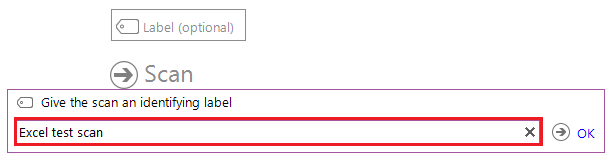 Label (optional)
Scan
Give the scan an identifying label
Excel test scan
OK